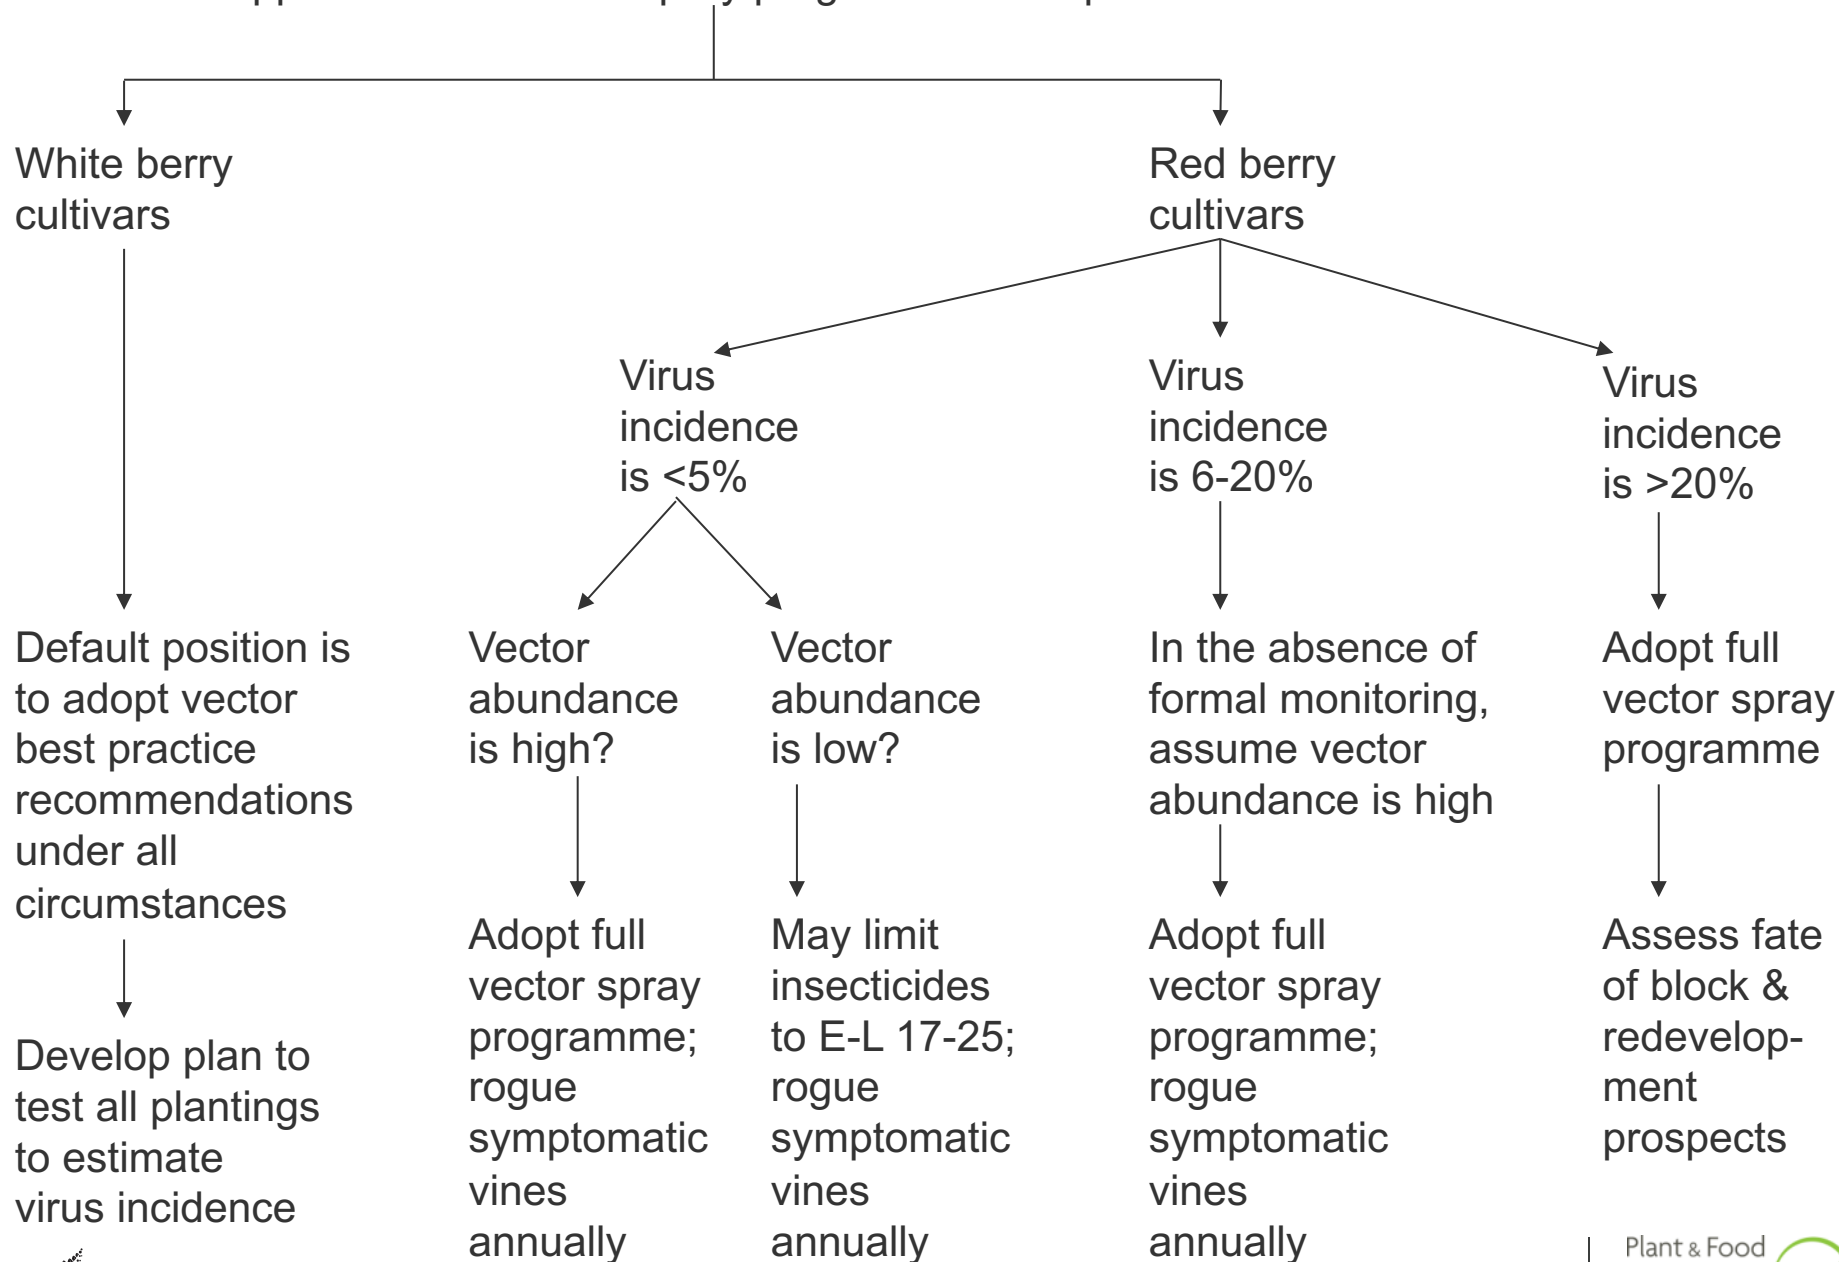 White berry
cultivars
Red berry
cultivars
Virus
incidence
is <5%
Virus
incidence
is 6-20%
Virus
incidence
is >20%
Default position is
to adopt vector
best practice
recommendations
under all
circumstances
Vector
abundance
is high?
Vector
abundance
is low?
In the absence of
formal monitoring,
assume vector
abundance is high
Adopt full
vector spray
programme
Develop plan to
test all plantings
to estimate
virus incidence
Adopt full
vector spray
programme;
rogue
symptomatic
vines
annually
May limit
insecticides
to E-L 17-25;
rogue
symptomatic
vines
annually
Adopt full
vector spray
programme;
rogue
symptomatic
vines
annually
Assess fate
of block &
redevelop-
ment
prospects
Plant & Food